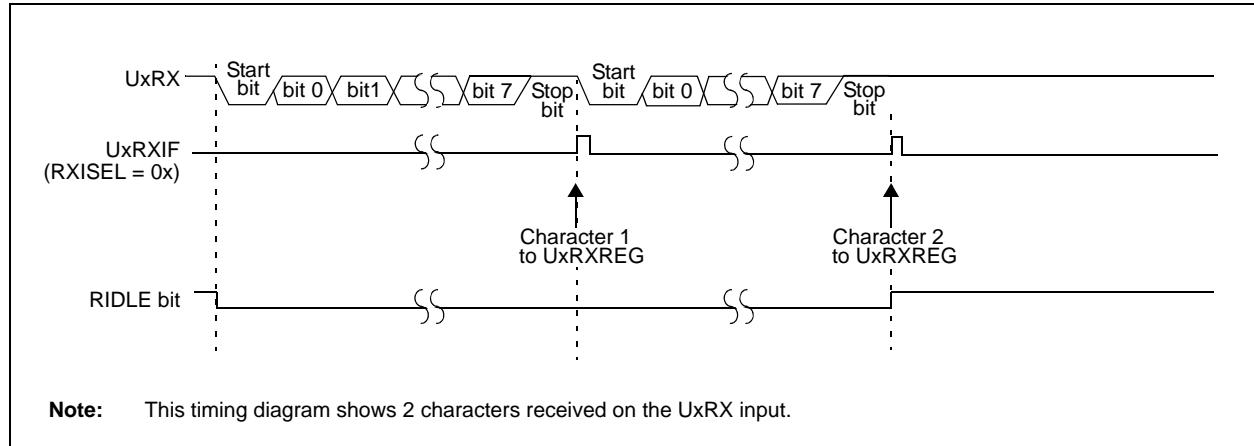 UxRX
Start
bit
bit 0
bit1
bit 7
Stop
bit
Start
bit
bit 0
bit 7
Stop
bit
UxRXIF
(RXISEL = 0x)
Character 1
to UxRXREG
Character 2
to UxRXREG
RIDLE bit
Note: This timing diagram shows 2 characters received on the UxRX input.